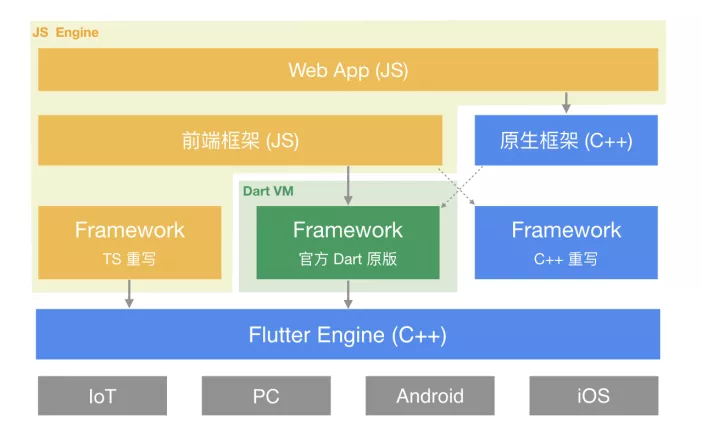 JS Engine
Web App (JS)
前端框架 (JS)
原生框架 (C++)
Dart VM
Framework
TS 重写
Framework
官方 Dart 原版
Framework
C++ 重写
Flutter Engine (C++)
IoT
PC
Android
iOS